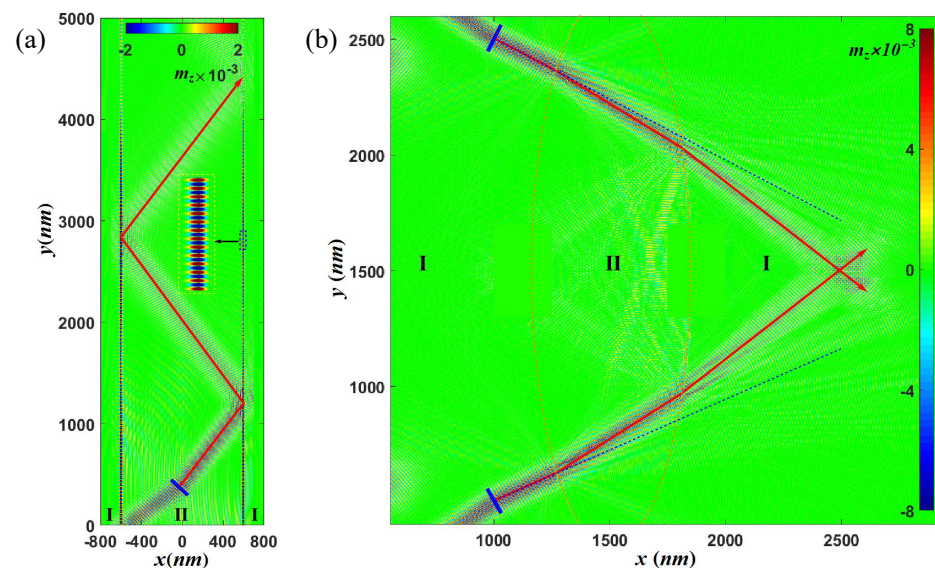 (a)
5000
4000
3000
2000
1000
0
y(nm)
-2 0 2
m_z × 10⁻³
I II I
-800 -400 0 400 800
x(nm)
(b)
2500
2000
1500
1000
y (nm)
I II I
1000 1500 2000 2500
x (nm)
m_z×10⁻³
8
4
0
-4
-8